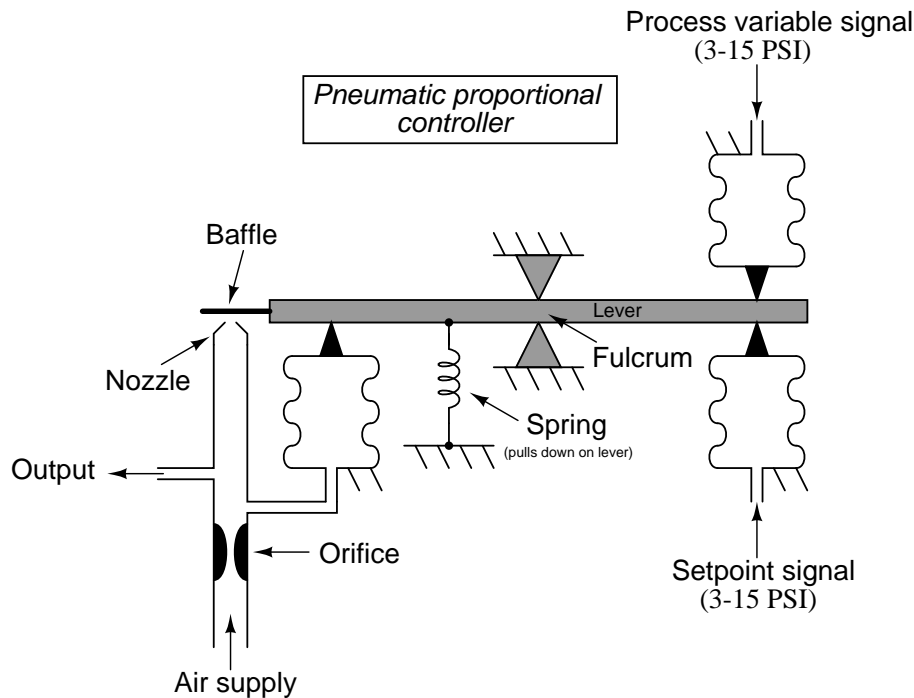 Process variable signal
(3-15 PSI)
Pneumatic proportional
controller
Baffle
Lever
Nozzle
Fulcrum
Spring
(pulls down on lever)
Output
Orifice
Setpoint signal
(3-15 PSI)
Air supply